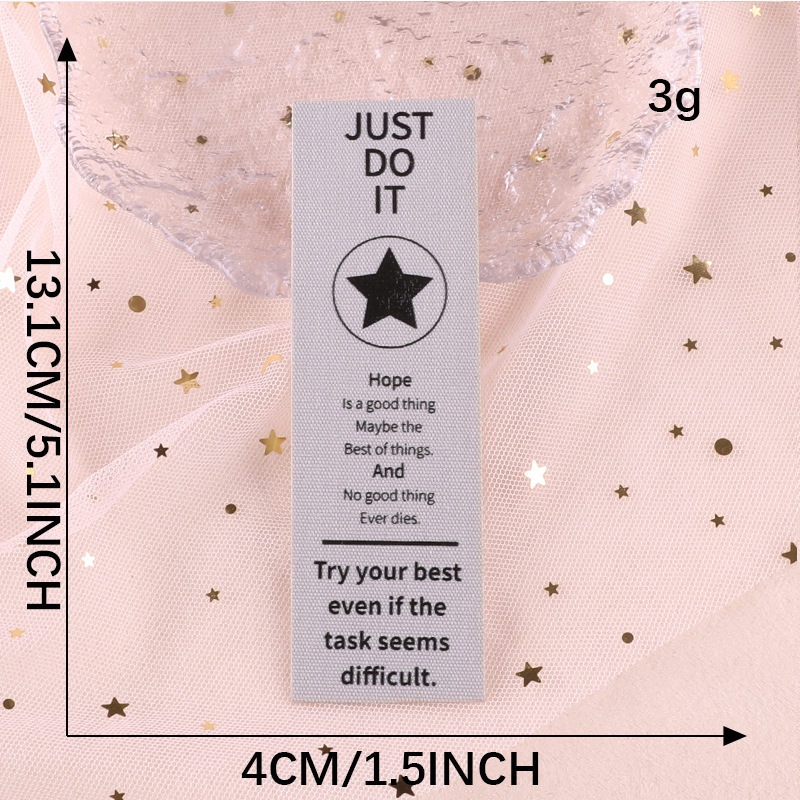 3g
JUST
DO
IT
Hope
Is a good thing
Maybe the
Best of things.
And
No good thing
Ever dies.
Try your best
even if the
task seems
difficult.
13.1CM/5.1INCH
4CM/1.5INCH